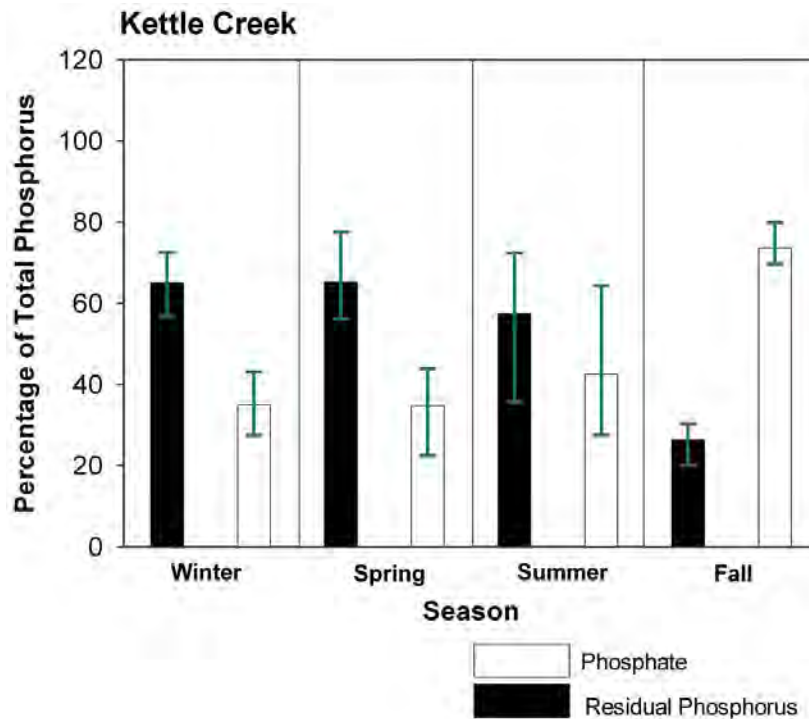 Kettle Creek
120
100
80
60
40
20
0
Percentage of Total Phosphorus
Winter Spring Summer Fall
Season
Phosphate
Residual Phosphorus